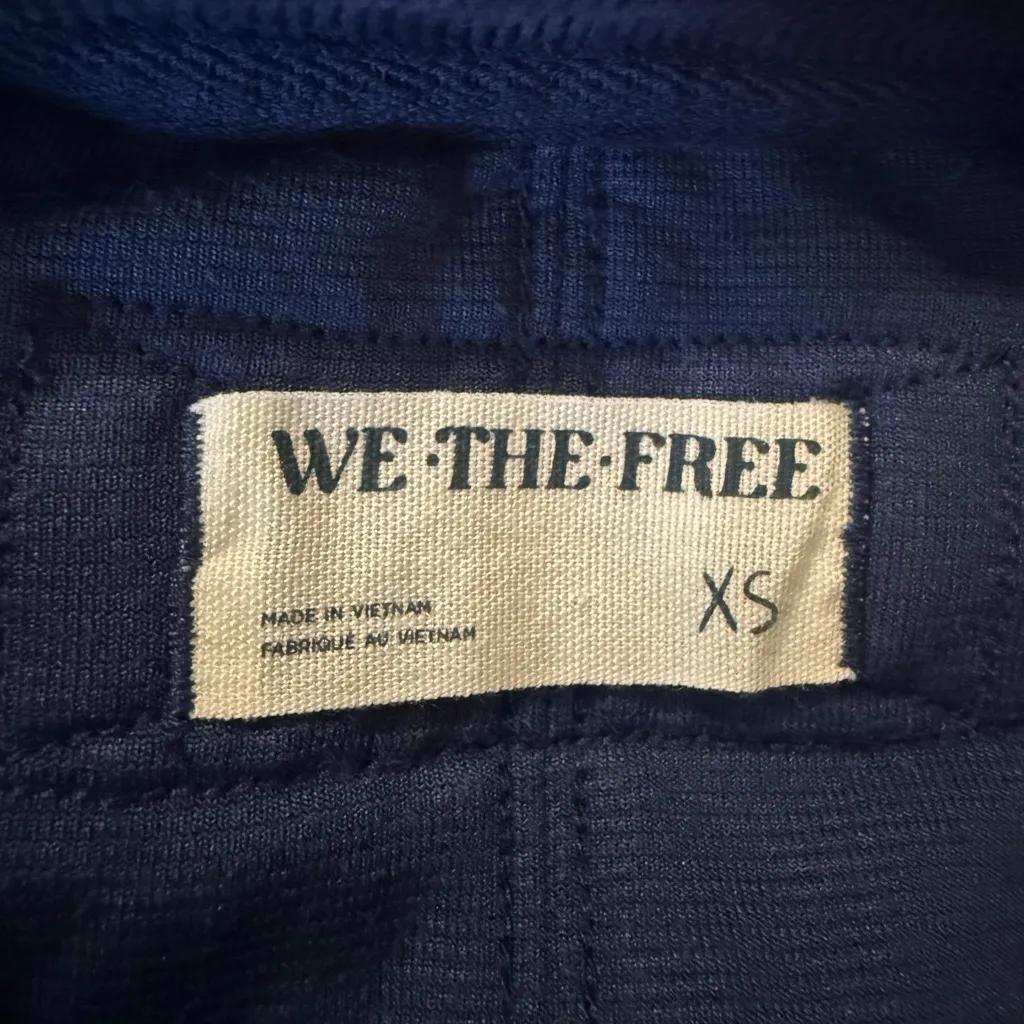 WE·THE·FREE
XS
MADE IN VIETNAM
FABRIQUÉ AU VIETNAM